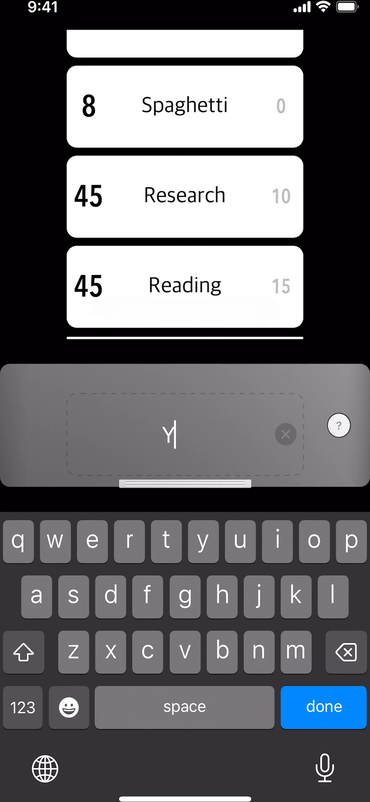 9:41
8 Spaghetti 0
45 Research 10
45 Reading 15
Y
?
q w e r t y u i o p
a s d f g h j k l
z x c v b n m
123 space done